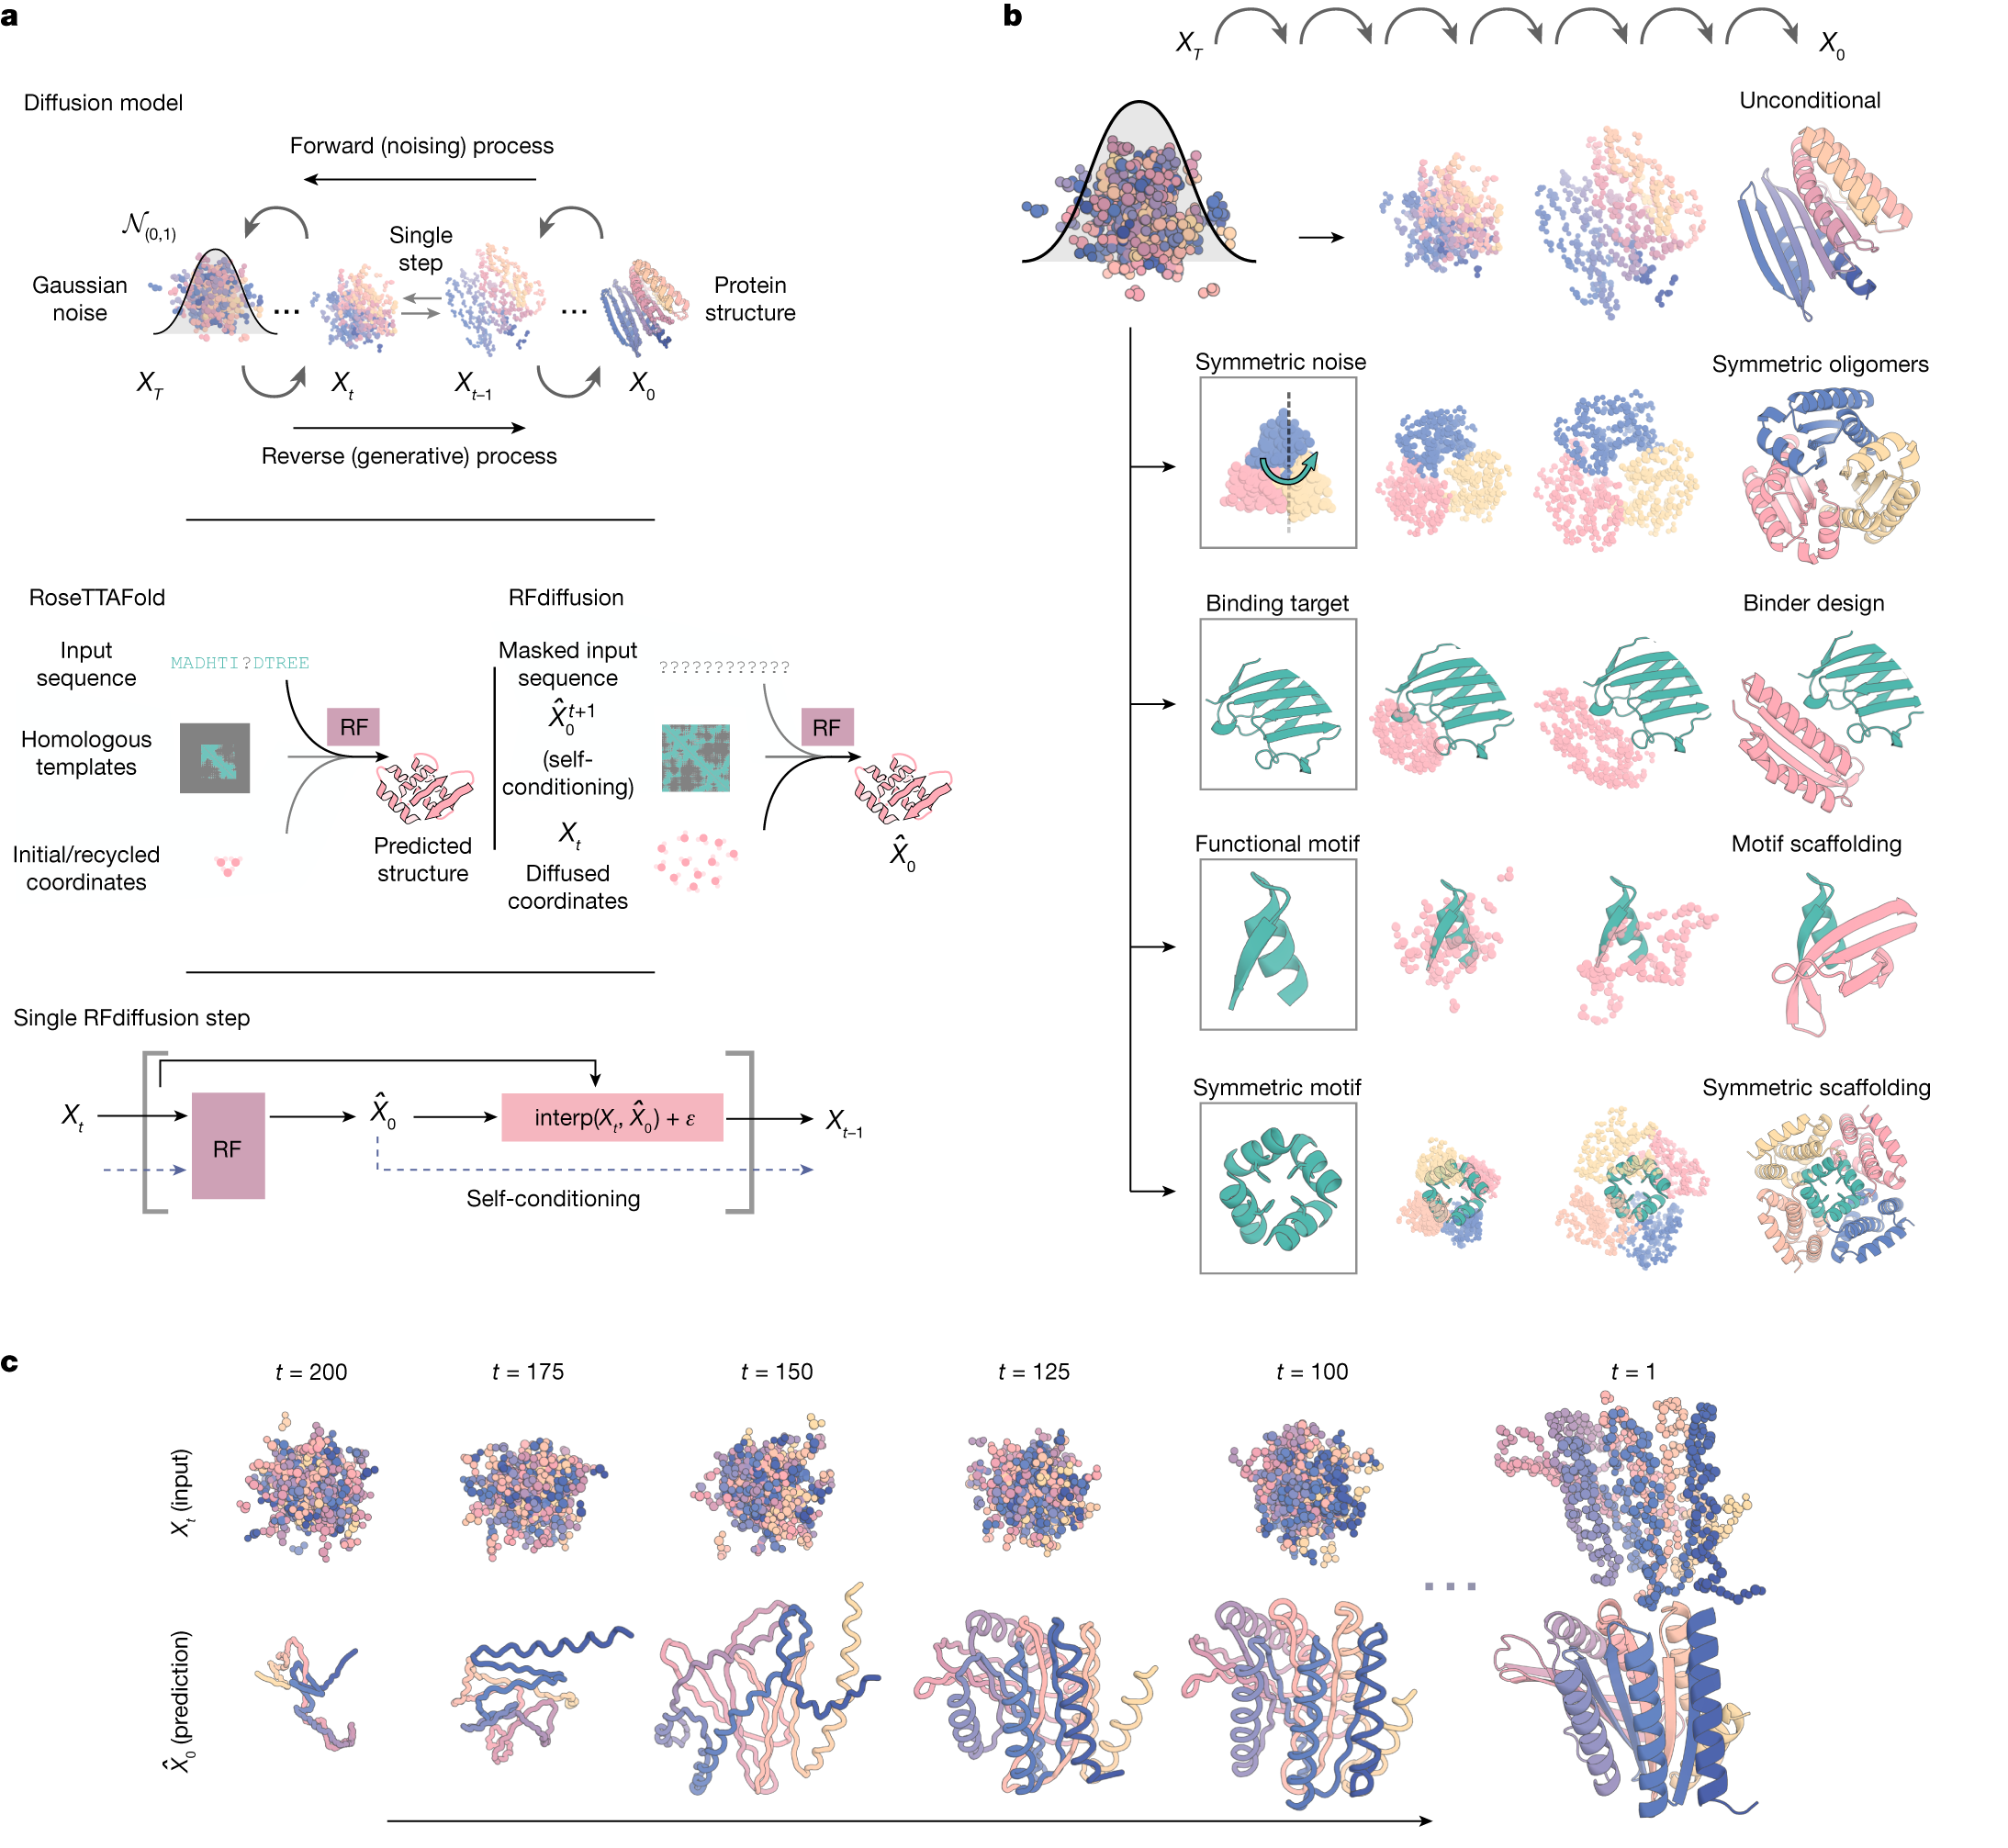 a
Diffusion model
Forward (noising) process
𝒩(0,1)
Single
step
Gaussian
noise
...
...
Protein
structure
X_T
X_t
X_{t–1}
X_0
Reverse (generative) process
RoseTTAFold
RFdiffusion
Input
sequence
MADHTI?DTREE
Masked input
sequence
????????????
RF
RF
Homologous
templates
X̂_0^{t+1}
(self-
conditioning)
Predicted
structure
Initial/recycled
coordinates
X_t
Diffused
coordinates
X̂_0
Single RFdiffusion step
X_t
RF
X̂_0
interp(X_t, X̂_0) + ε
X_{t–1}
Self-conditioning
b
X_T
X_0
Unconditional
Symmetric noise
Symmetric oligomers
Binding target
Binder design
Functional motif
Motif scaffolding
Symmetric motif
Symmetric scaffolding
c
t = 200
t = 175
t = 150
t = 125
t = 100
t = 1
X_t (input)
...
X̂_0 (prediction)